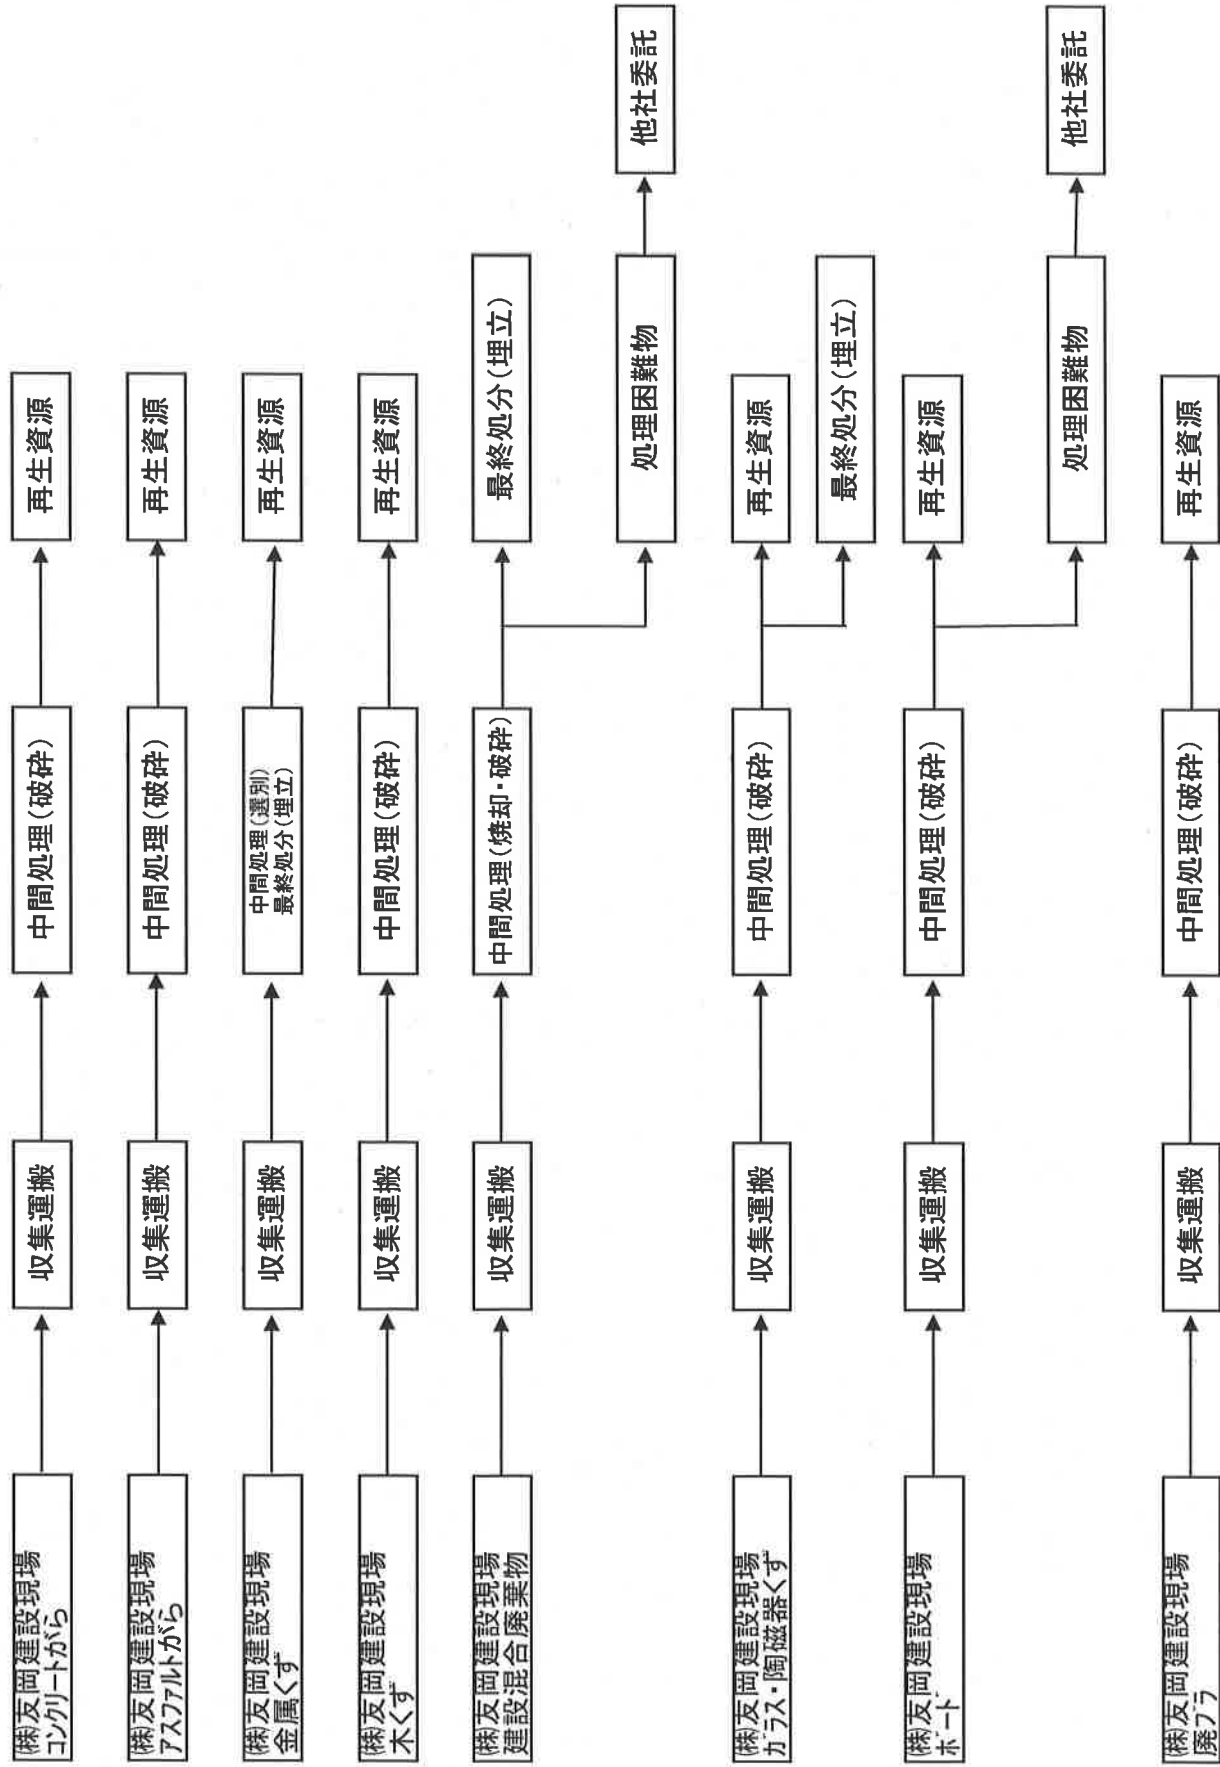 ㈱友岡建設現場
コンクリートがら
収集運搬
中間処理(破砕)
再生資源
㈱友岡建設現場
アスファルトがら
収集運搬
中間処理(破砕)
再生資源
㈱友岡建設現場
金属くず
収集運搬
中間処理(選別)
最終処分(埋立)
再生資源
㈱友岡建設現場
木くず
収集運搬
中間処理(破砕)
再生資源
㈱友岡建設現場
建設混合廃棄物
収集運搬
中間処理(焼却・破砕)
最終処分(埋立)
処理困難物
他社委託
㈱友岡建設現場
ガラス・陶磁器くず
収集運搬
中間処理(破砕)
再生資源
最終処分(埋立)
㈱友岡建設現場
ボード
収集運搬
中間処理(破砕)
再生資源
処理困難物
他社委託
㈱友岡建設現場
廃プラ
収集運搬
中間処理(破砕)
再生資源